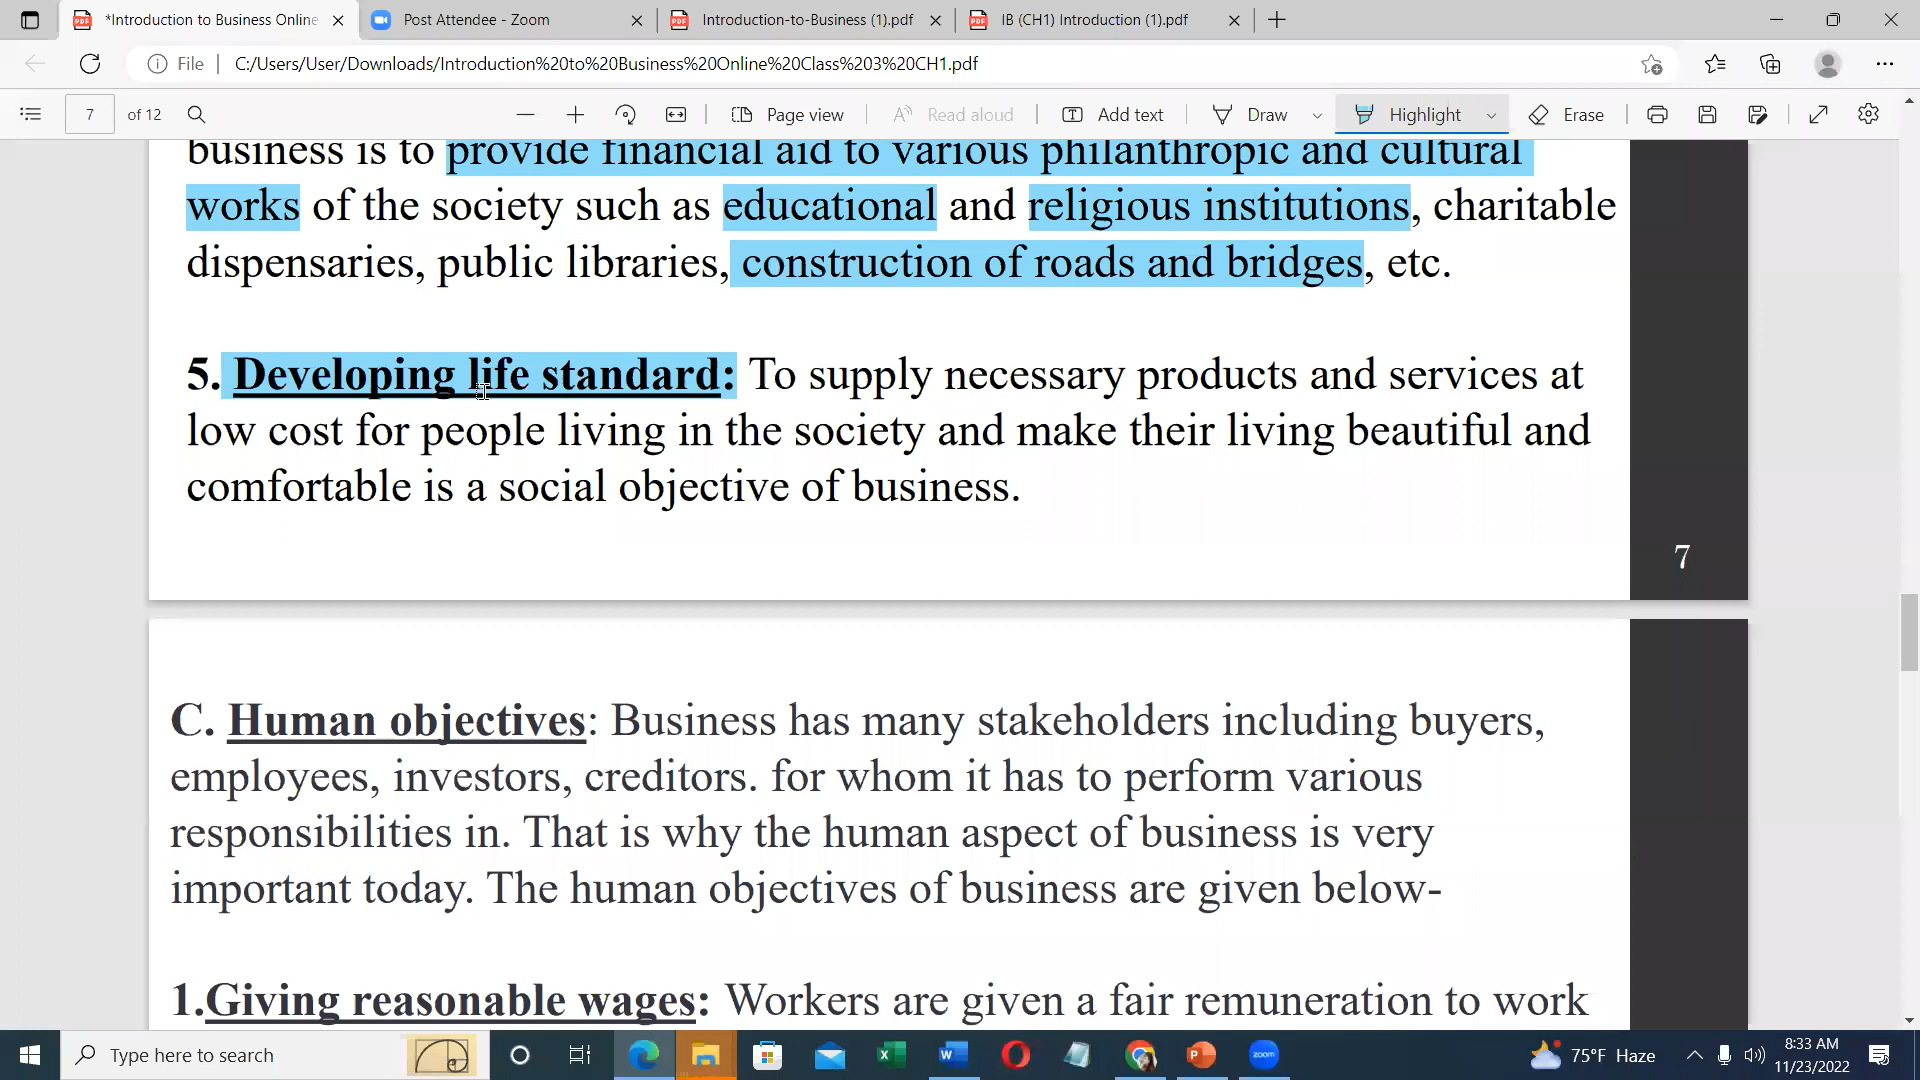 *Introduction to Business Online
Post Attendee - Zoom
Introduction-to-Business (1).pdf
IB (CH1) Introduction (1).pdf
File
C:/Users/User/Downloads/Introduction%20to%20Business%20Online%20Class%203%20CH1.pdf
7 of 12
Page view
Read aloud
Add text
Draw
Highlight
Erase
business is to provide financial aid to various philanthropic and cultural
works of the society such as educational and religious institutions, charitable
dispensaries, public libraries, construction of roads and bridges, etc.
5. Developing life standard: To supply necessary products and services at
low cost for people living in the society and make their living beautiful and
comfortable is a social objective of business.
7
C. Human objectives: Business has many stakeholders including buyers,
employees, investors, creditors. for whom it has to perform various
responsibilities in. That is why the human aspect of business is very
important today. The human objectives of business are given below-
1.Giving reasonable wages: Workers are given a fair remuneration to work
Type here to search
zoom
75°F Haze
8:33 AM
11/23/2022